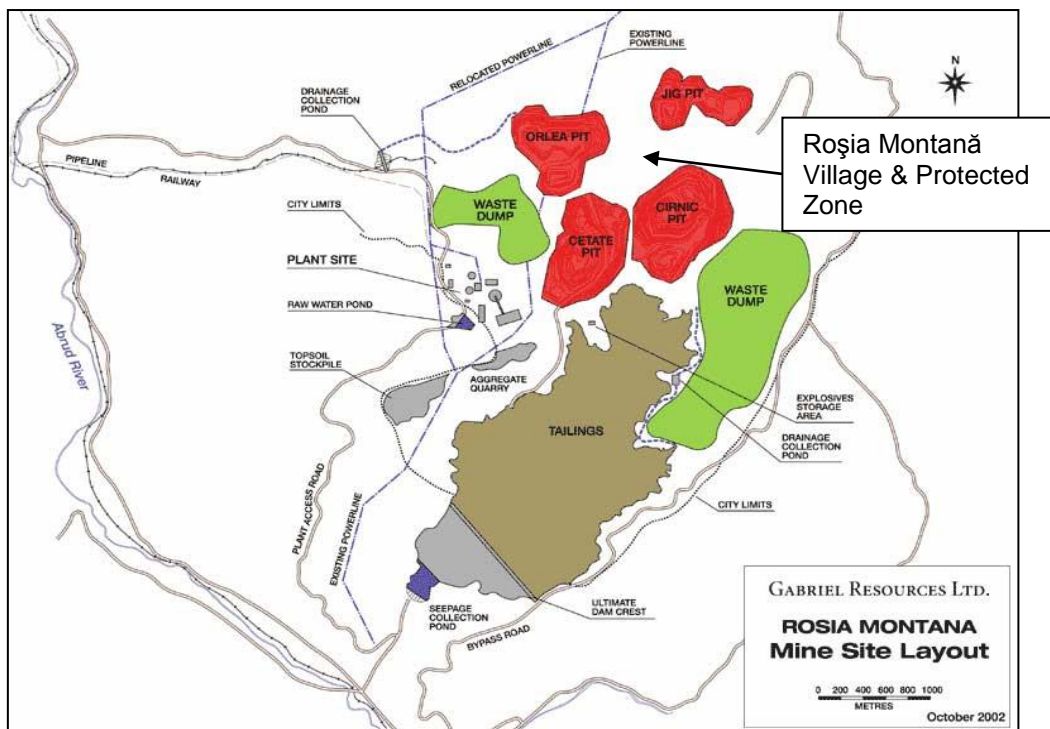 EXISTING
POWERLINE
RELOCATED POWERLINE
N
DRAINAGE
COLLECTION
POND
JIG PIT
ORLEA PIT
Roşia Montană
Village & Protected
Zone
PIPELINE
RAILWAY
WASTE
DUMP
CIRNIC
PIT
CITY LIMITS
CETATE
PIT
PLANT SITE
WASTE
DUMP
RAW WATER POND
Abrud River
TOPSOIL
STOCKPILE
AGGREGATE
QUARRY
EXPLOSIVES
STORAGE
AREA
TAILINGS
DRAINAGE
COLLECTION
POND
PLANT ACCESS ROAD
CITY LIMITS
EXISTING POWERLINE
SEEPAGE
COLLECTION
POND
ULTIMATE
DAM CREST
BYPASS ROAD
GABRIEL RESOURCES LTD.
ROSIA MONTANA
Mine Site Layout
0 200 400 600 800 1000
METRES
October 2002